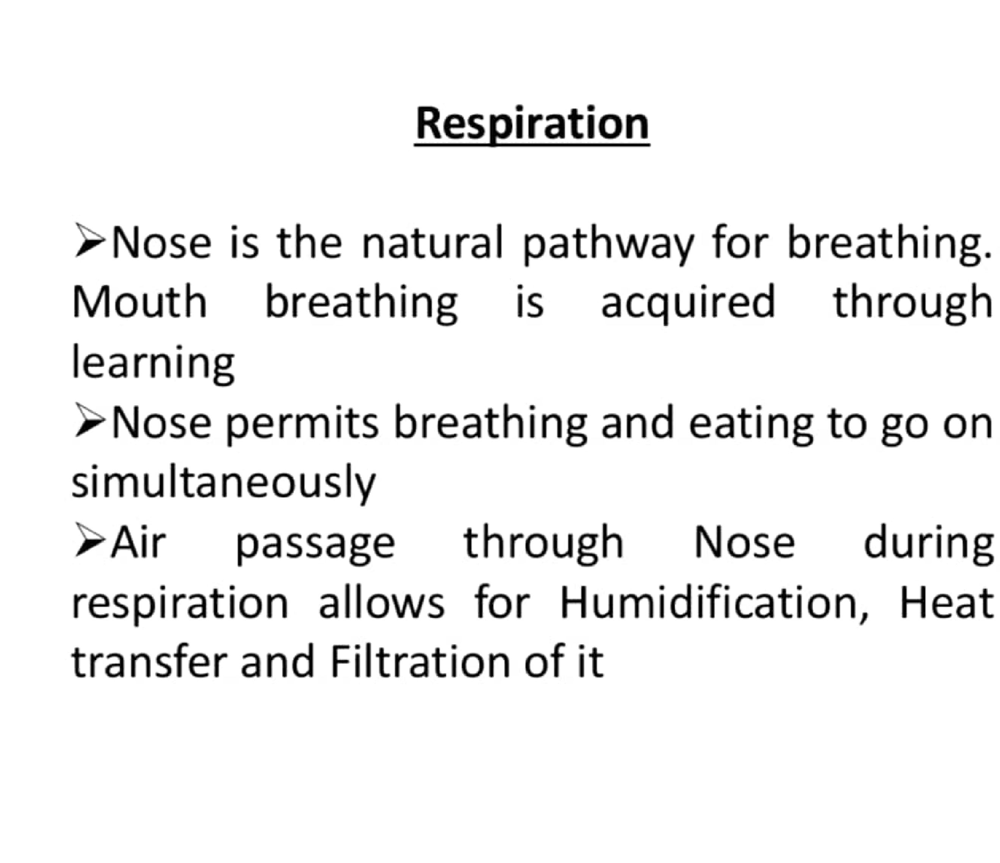 Respiration
➢Nose is the natural pathway for breathing.
Mouth breathing is acquired through
learning
➢Nose permits breathing and eating to go on
simultaneously
➢Air passage through Nose during
respiration allows for Humidification, Heat
transfer and Filtration of it